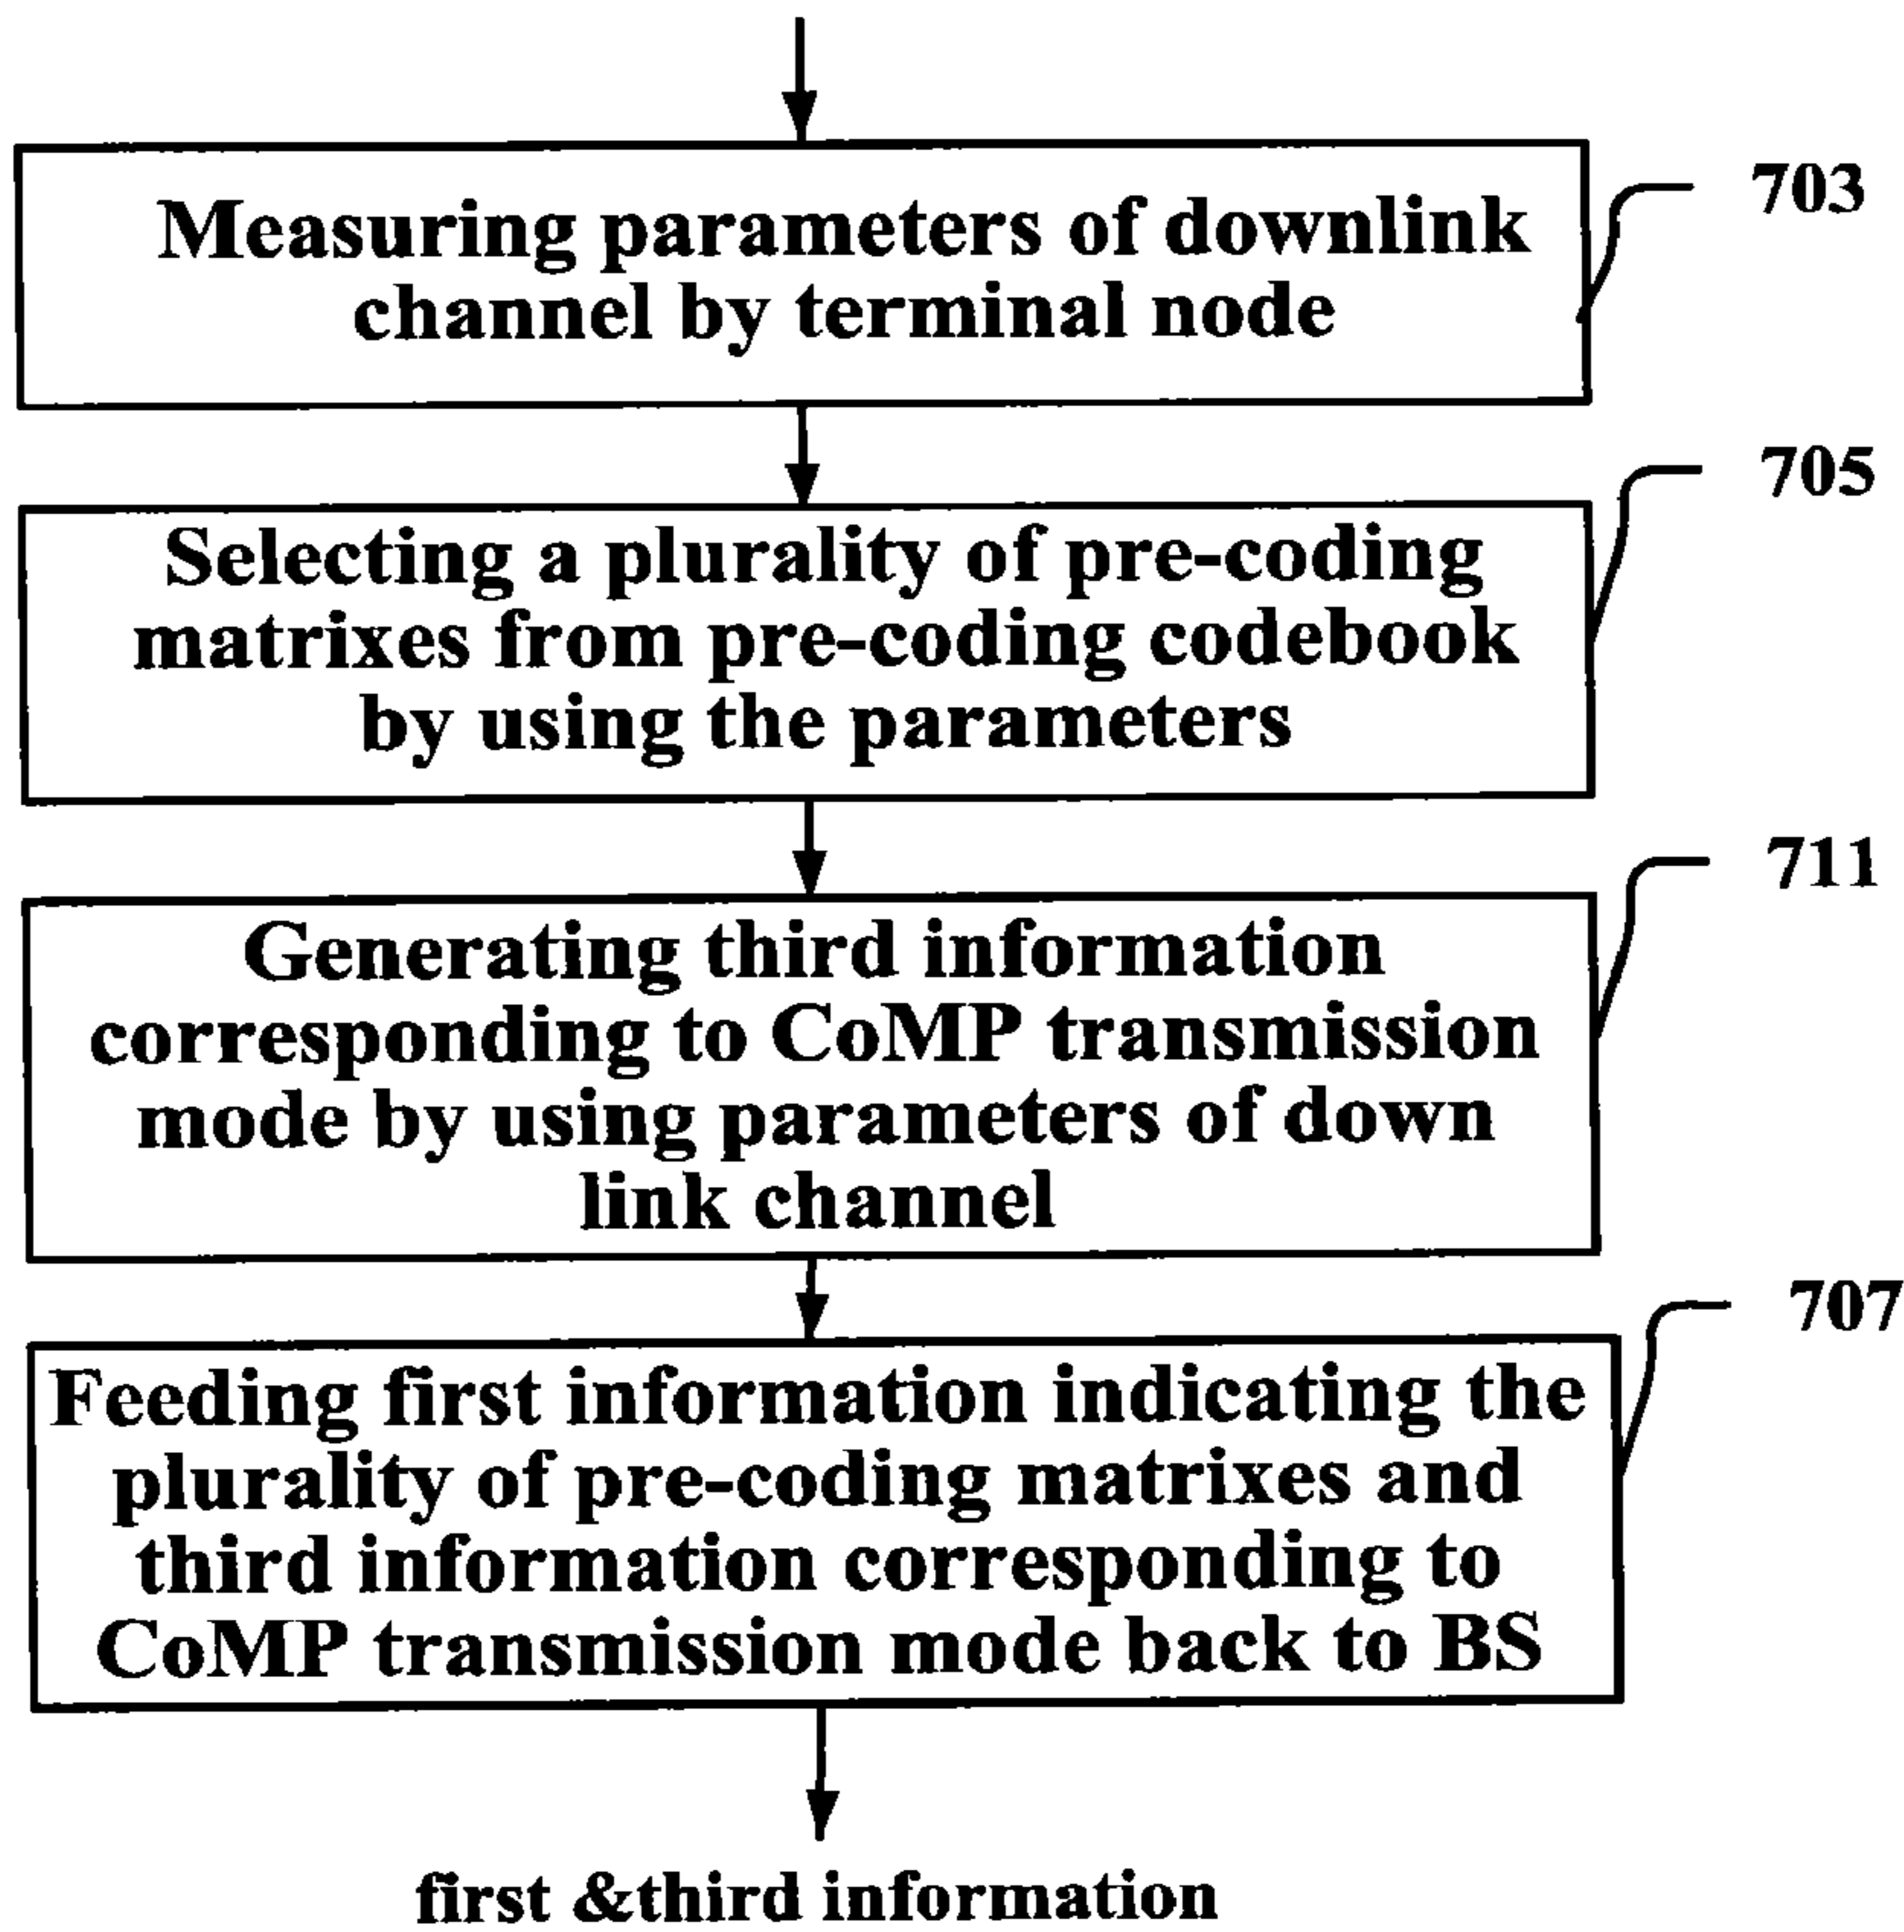 Measuring parameters of downlink
channel by terminal node
703
Selecting a plurality of pre-coding
matrixes from pre-coding codebook
by using the parameters
705
Generating third information
corresponding to CoMP transmission
mode by using parameters of down
link channel
711
Feeding first information indicating the
plurality of pre-coding matrixes and
third information corresponding to
CoMP transmission mode back to BS
707
first &third information